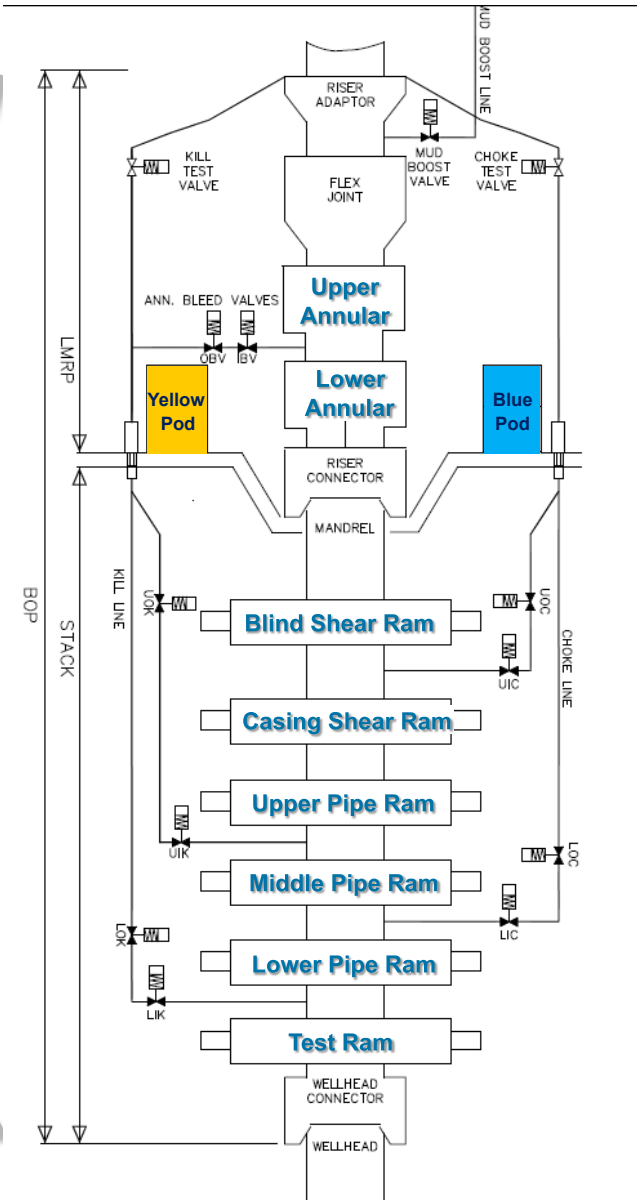 MUD BOOST LINE
RISER
ADAPTOR
KILL
TEST
VALVE
MUD
BOOST
VALVE
CHOKE
TEST
VALVE
FLEX
JOINT
ANN. BLEED VALVES
OBV
IBV
Upper
Annular
LMRP
Lower
Annular
Yellow
Pod
Blue
Pod
RISER
CONNECTOR
MANDREL
BOP
STACK
KILL LINE
UOK
UOC
Blind Shear Ram
CHOKE LINE
UIC
Casing Shear Ram
Upper Pipe Ram
UIK
LOC
Middle Pipe Ram
LOK
LIC
Lower Pipe Ram
LIK
Test Ram
WELLHEAD
CONNECTOR
WELLHEAD